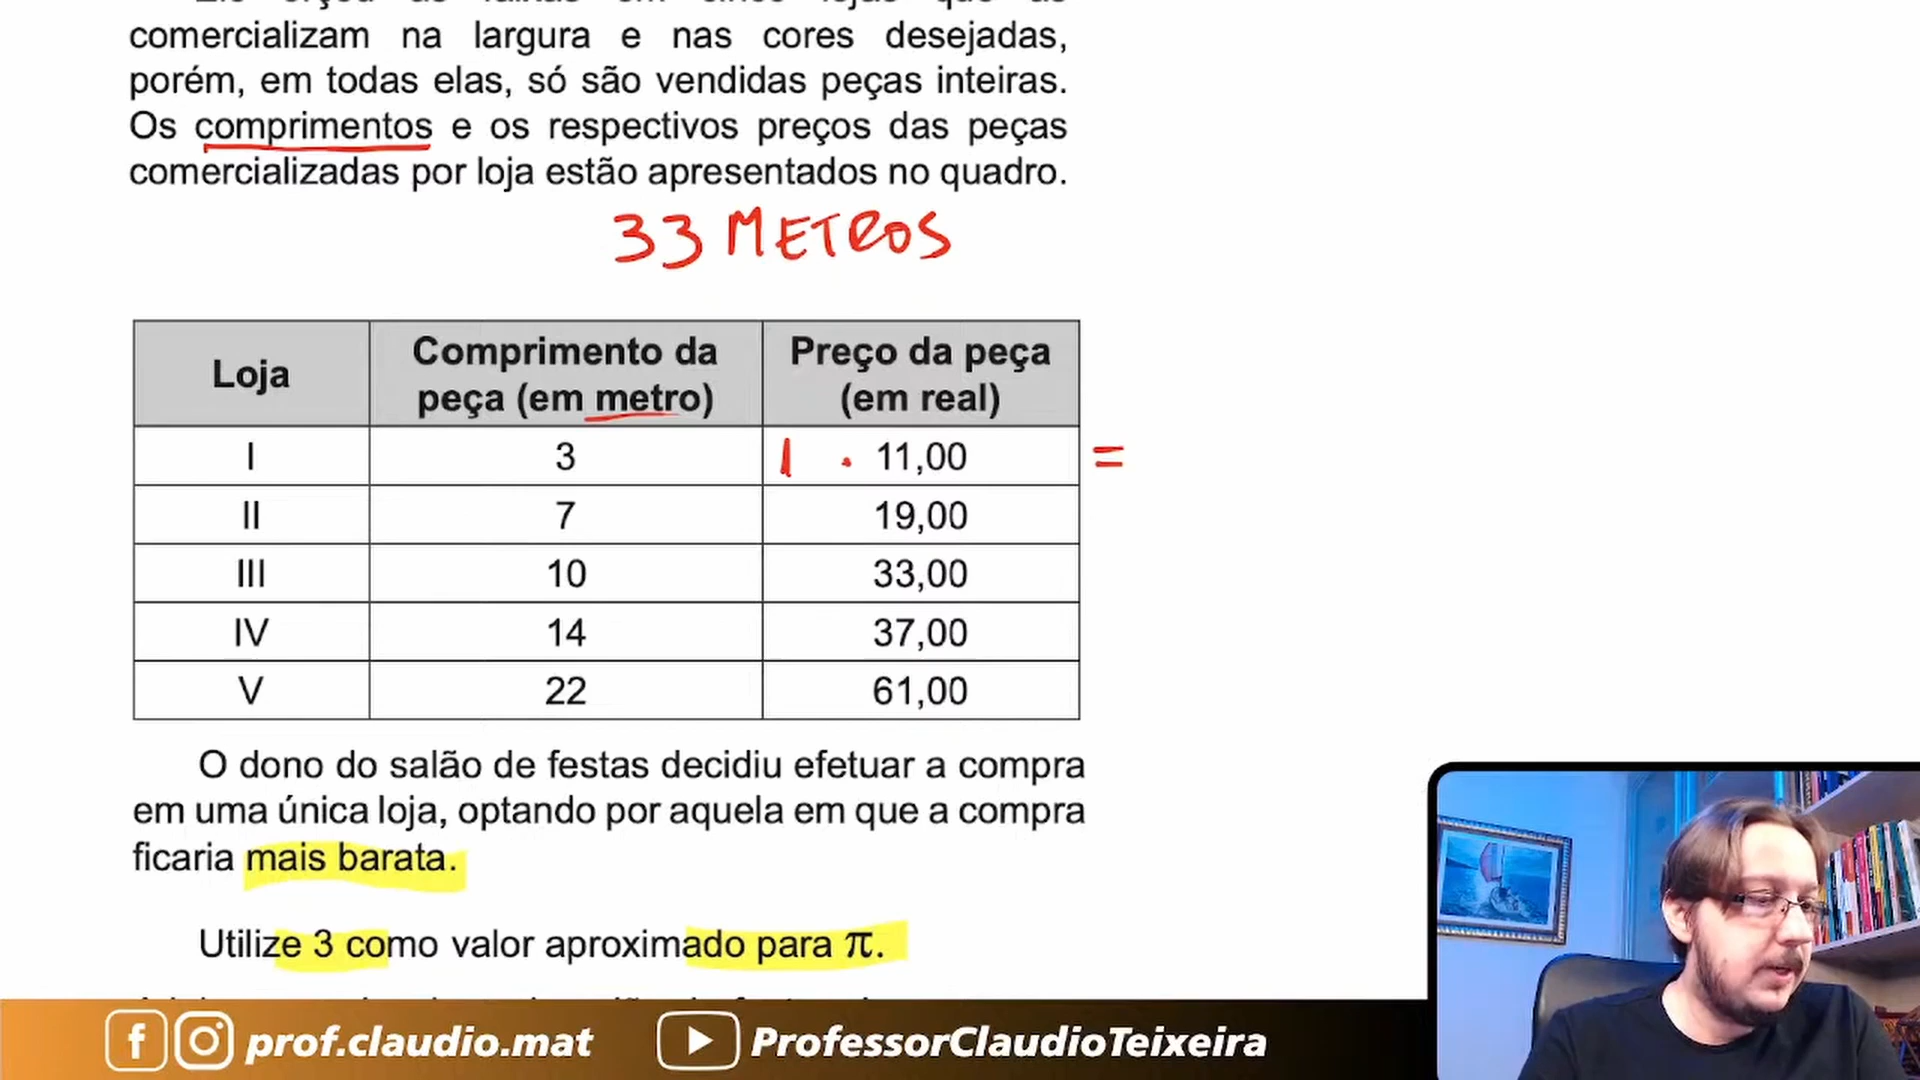 comercializam na largura e nas cores desejadas,
porém, em todas elas, só são vendidas peças inteiras.
Os comprimentos e os respectivos preços das peças
comercializadas por loja estão apresentados no quadro.
33 METROS
Loja Comprimento da peça (em metro) Preço da peça (em real)
I 3 1 . 11,00 =
II 7 19,00
III 10 33,00
IV 14 37,00
V 22 61,00
O dono do salão de festas decidiu efetuar a compra
em uma única loja, optando por aquela em que a compra
ficaria mais barata.
Utilize 3 como valor aproximado para π.
f prof.claudio.mat ProfessorClaudioTeixeira